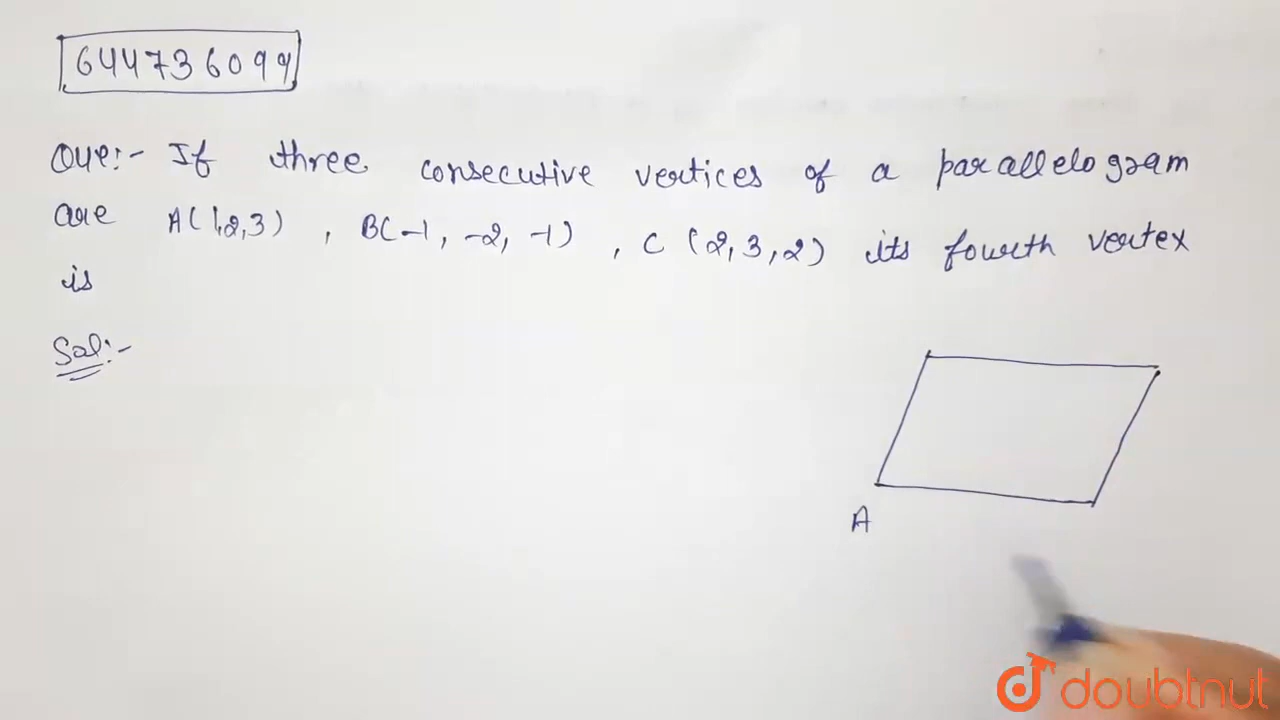 644736099
Que:- If three consecutive vertices of a parallelogram
are A(1,2,3) , B(-1, -2, -1) , C (2,3,2) its fourth vertex
is
Sol:-
A
doubtnut